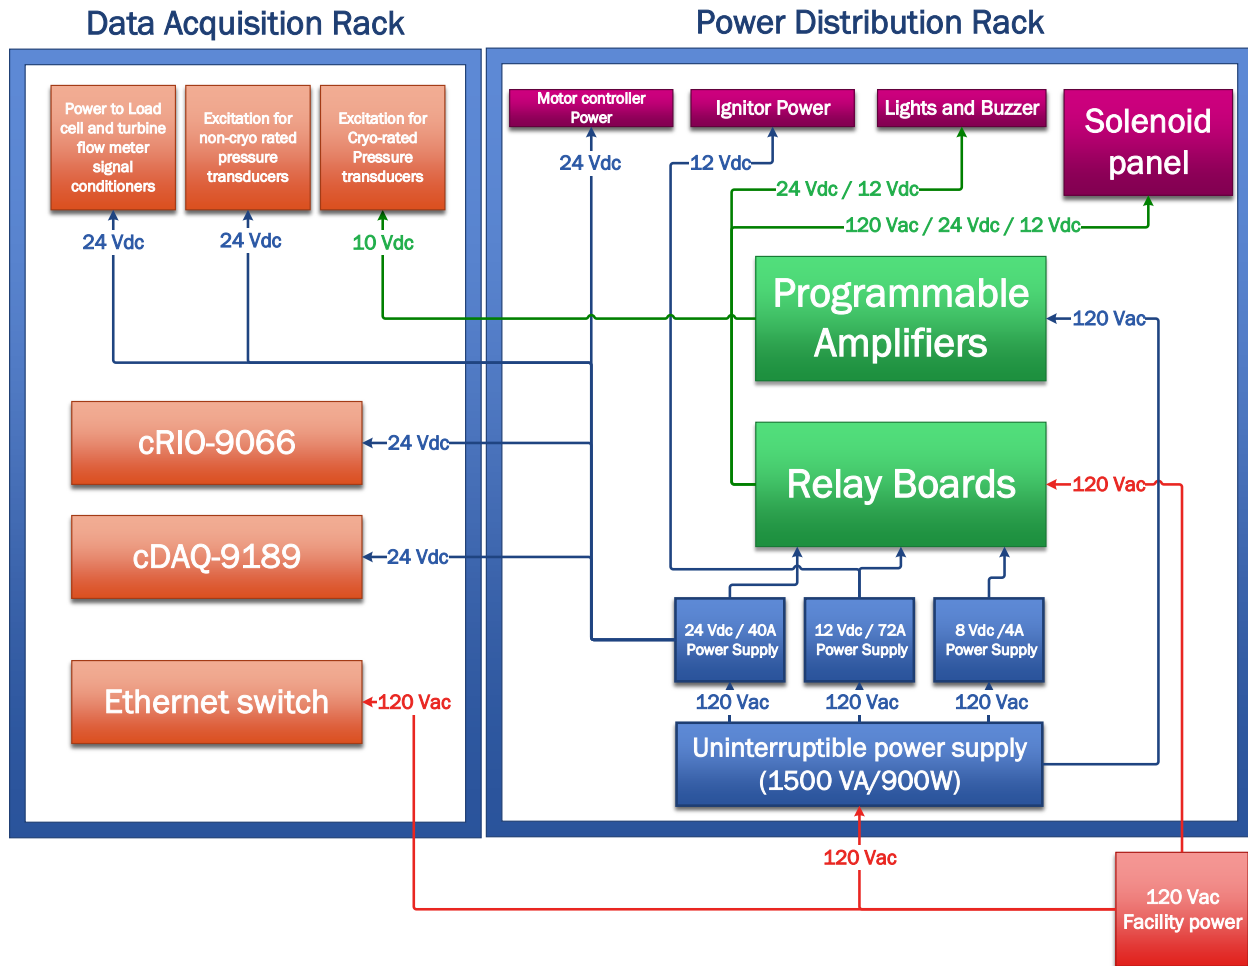 Data Acquisition Rack
Power Distribution Rack
Power to Load
cell and turbine
flow meter
signal
conditioners
Excitation for
non-cryo rated
pressure
transducers
Excitation for
Cryo-rated
Pressure
transducers
24 Vdc
24 Vdc
10 Vdc
Motor controller
Power
Ignitor Power
Lights and Buzzer
Solenoid
panel
24 Vdc
12 Vdc
24 Vdc / 12 Vdc
120 Vac / 24 Vdc / 12 Vdc
Programmable
Amplifiers
120 Vac
cRIO-9066
24 Vdc
Relay Boards
120 Vac
cDAQ-9189
24 Vdc
24 Vdc / 40A
Power Supply
12 Vdc / 72A
Power Supply
8 Vdc /4A
Power Supply
Ethernet switch
120 Vac
120 Vac
120 Vac
120 Vac
Uninterruptible power supply
(1500 VA/900W)
120 Vac
120 Vac
Facility power